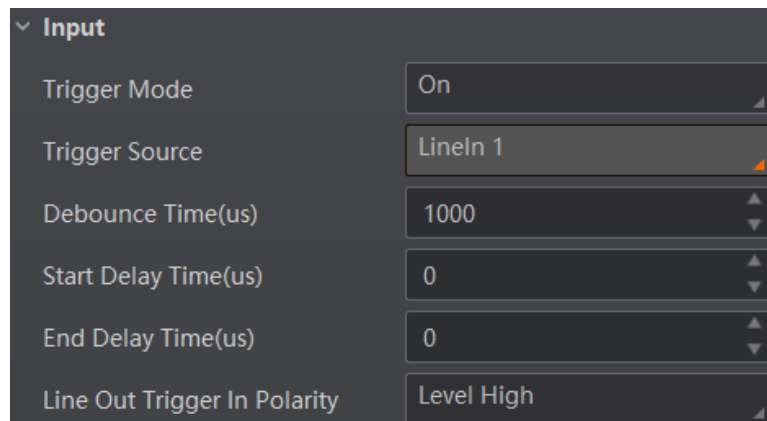 Input
Trigger Mode On
Trigger Source LineIn 1
Debounce Time(us) 1000
Start Delay Time(us) 0
End Delay Time(us) 0
Line Out Trigger In Polarity Level High